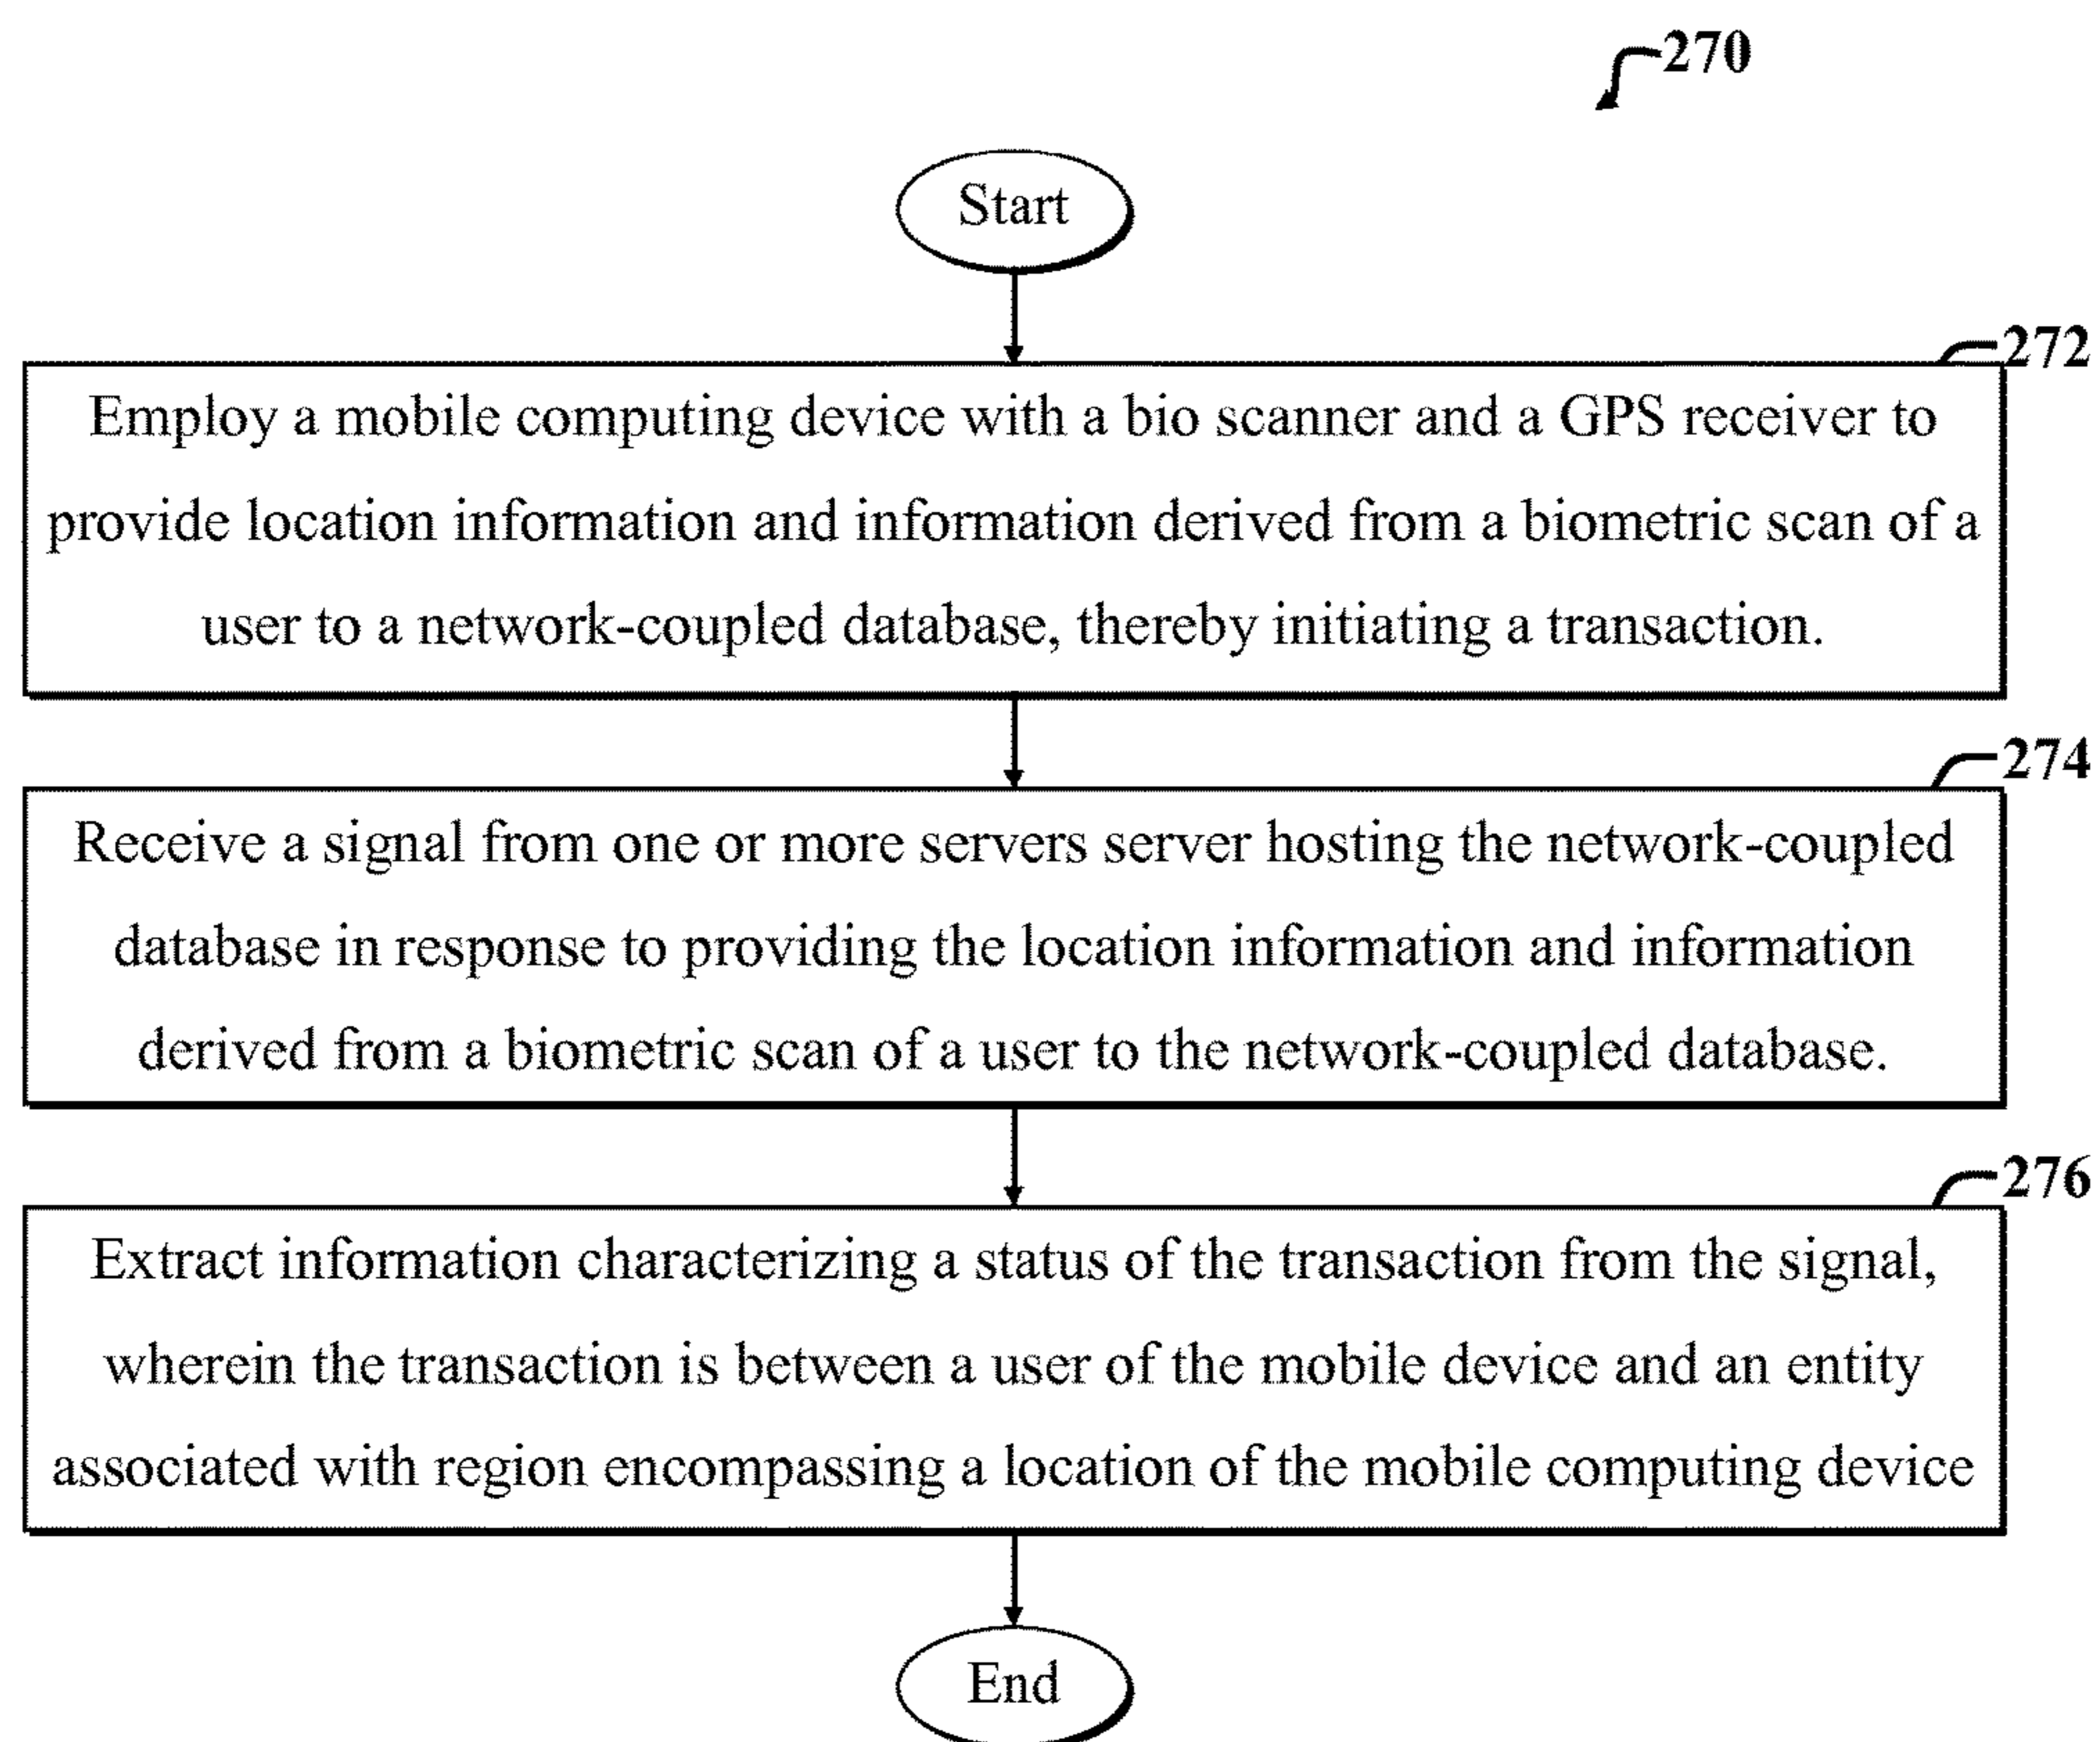 270
Start
272
Employ a mobile computing device with a bio scanner and a GPS receiver to
provide location information and information derived from a biometric scan of a
user to a network-coupled database, thereby initiating a transaction.
274
Receive a signal from one or more servers server hosting the network-coupled
database in response to providing the location information and information
derived from a biometric scan of a user to the network-coupled database.
276
Extract information characterizing a status of the transaction from the signal,
wherein the transaction is between a user of the mobile device and an entity
associated with region encompassing a location of the mobile computing device
End